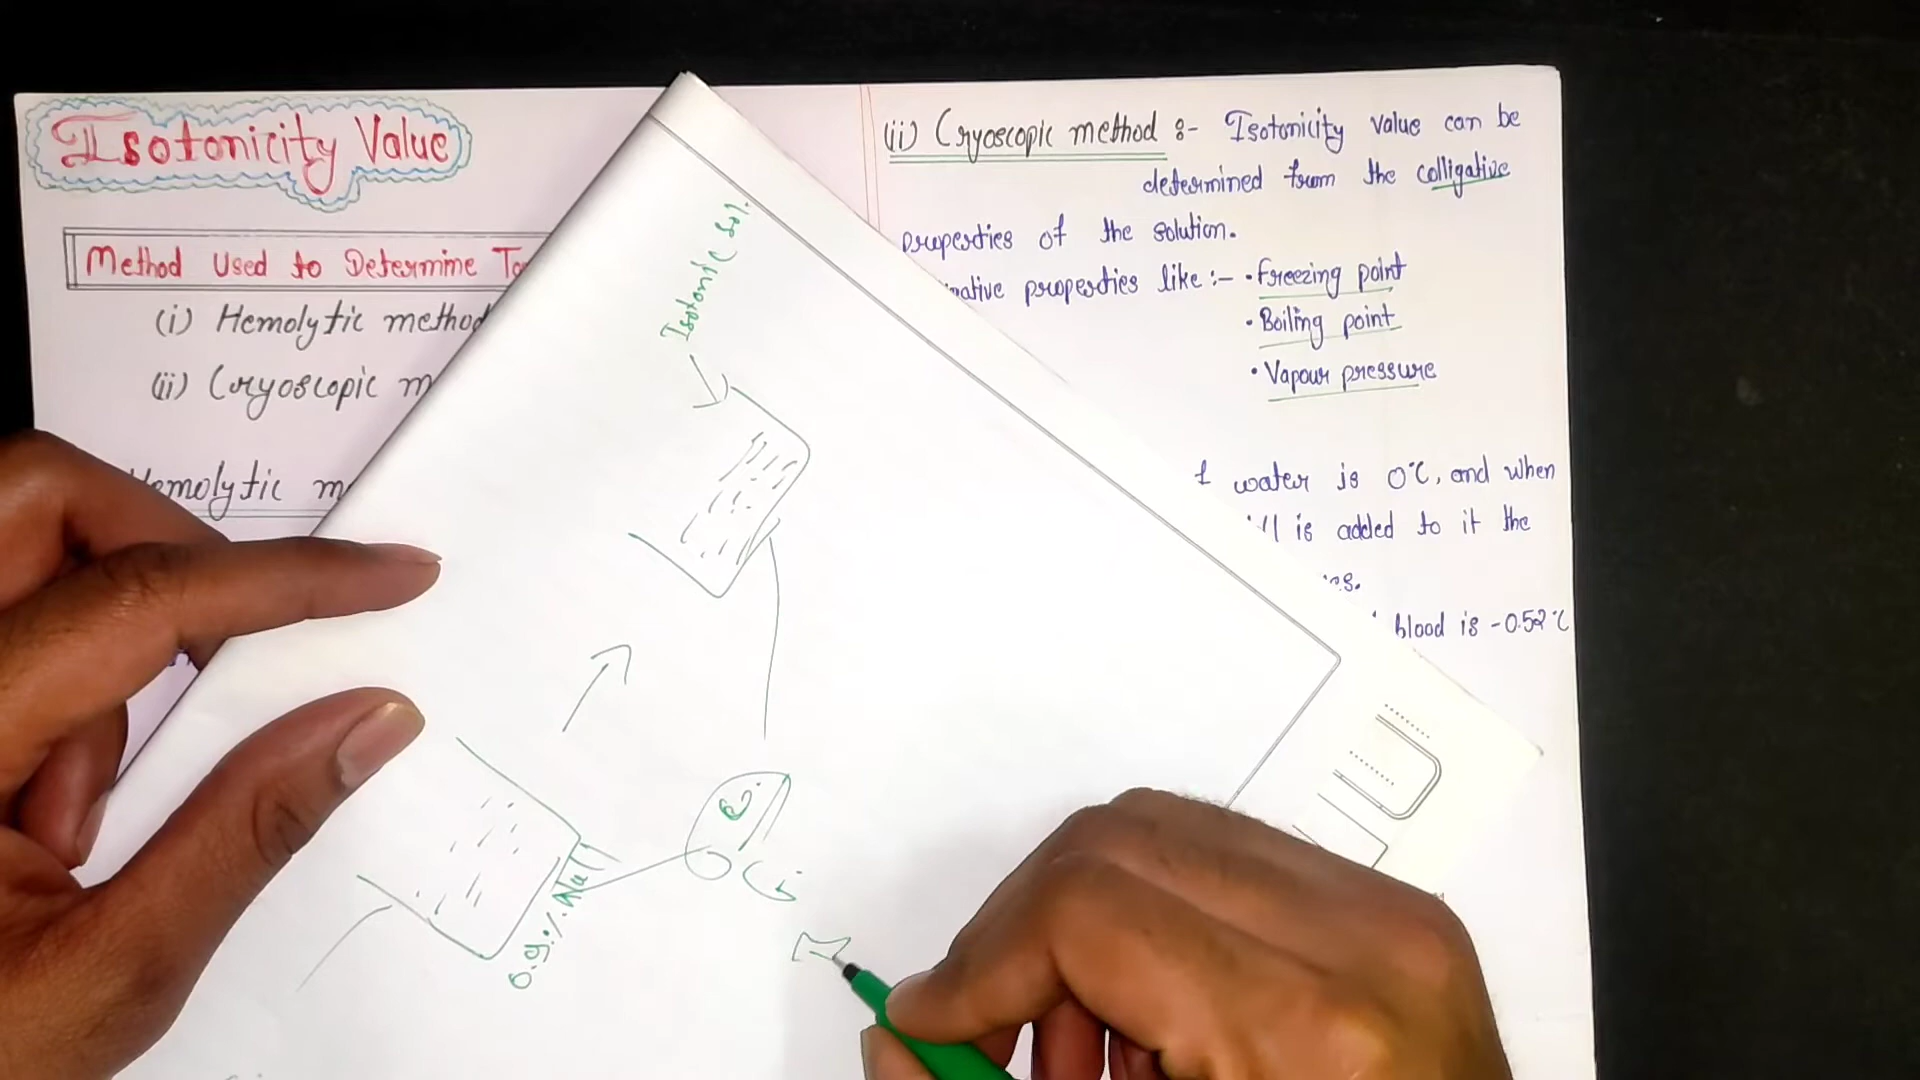 Isotonicity Value
Method Used to Determine
(i) Hemolytic method
(ii) Cryoscopic
(ii) Cryoscopic method :- Isotonicity value can be
determined from the colligative
properties of the solution.
properties like :- • Freezing point
• Boiling point
• Vapour pressure
water is 0°C, and when
is added to it the
blood is -0.52°C
Isotonic sol.
0.9% NaCl